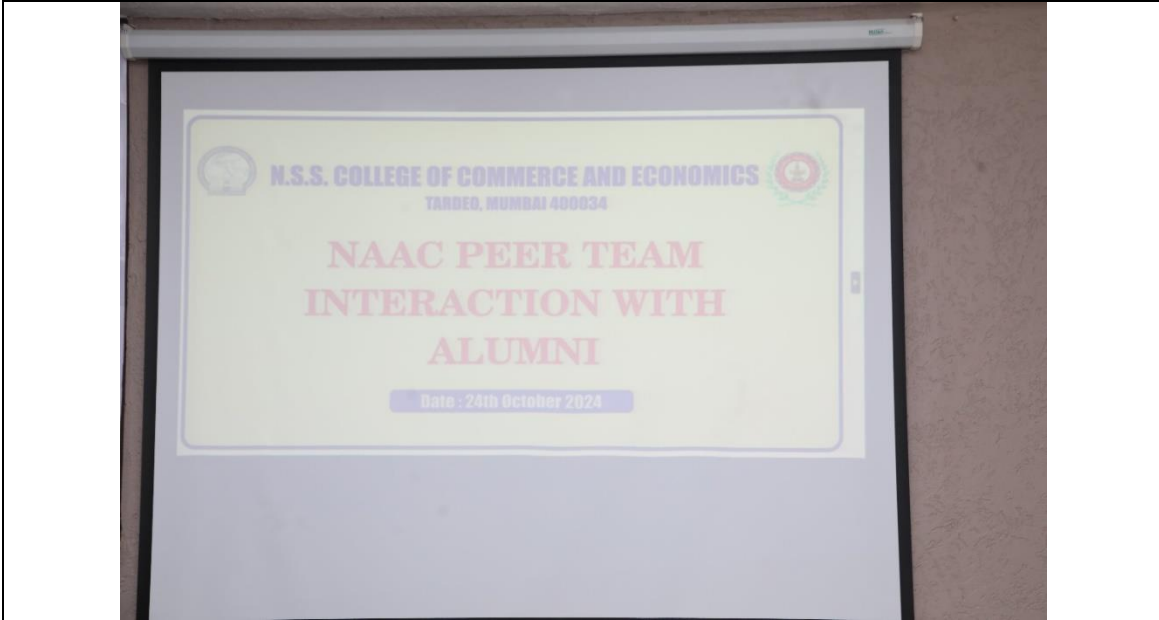 N.S.S. COLLEGE OF COMMERCE AND ECONOMICS
TARDEO, MUMBAI 400034
NAAC PEER TEAM
INTERACTION WITH
ALUMNI
Date : 24th October 2024